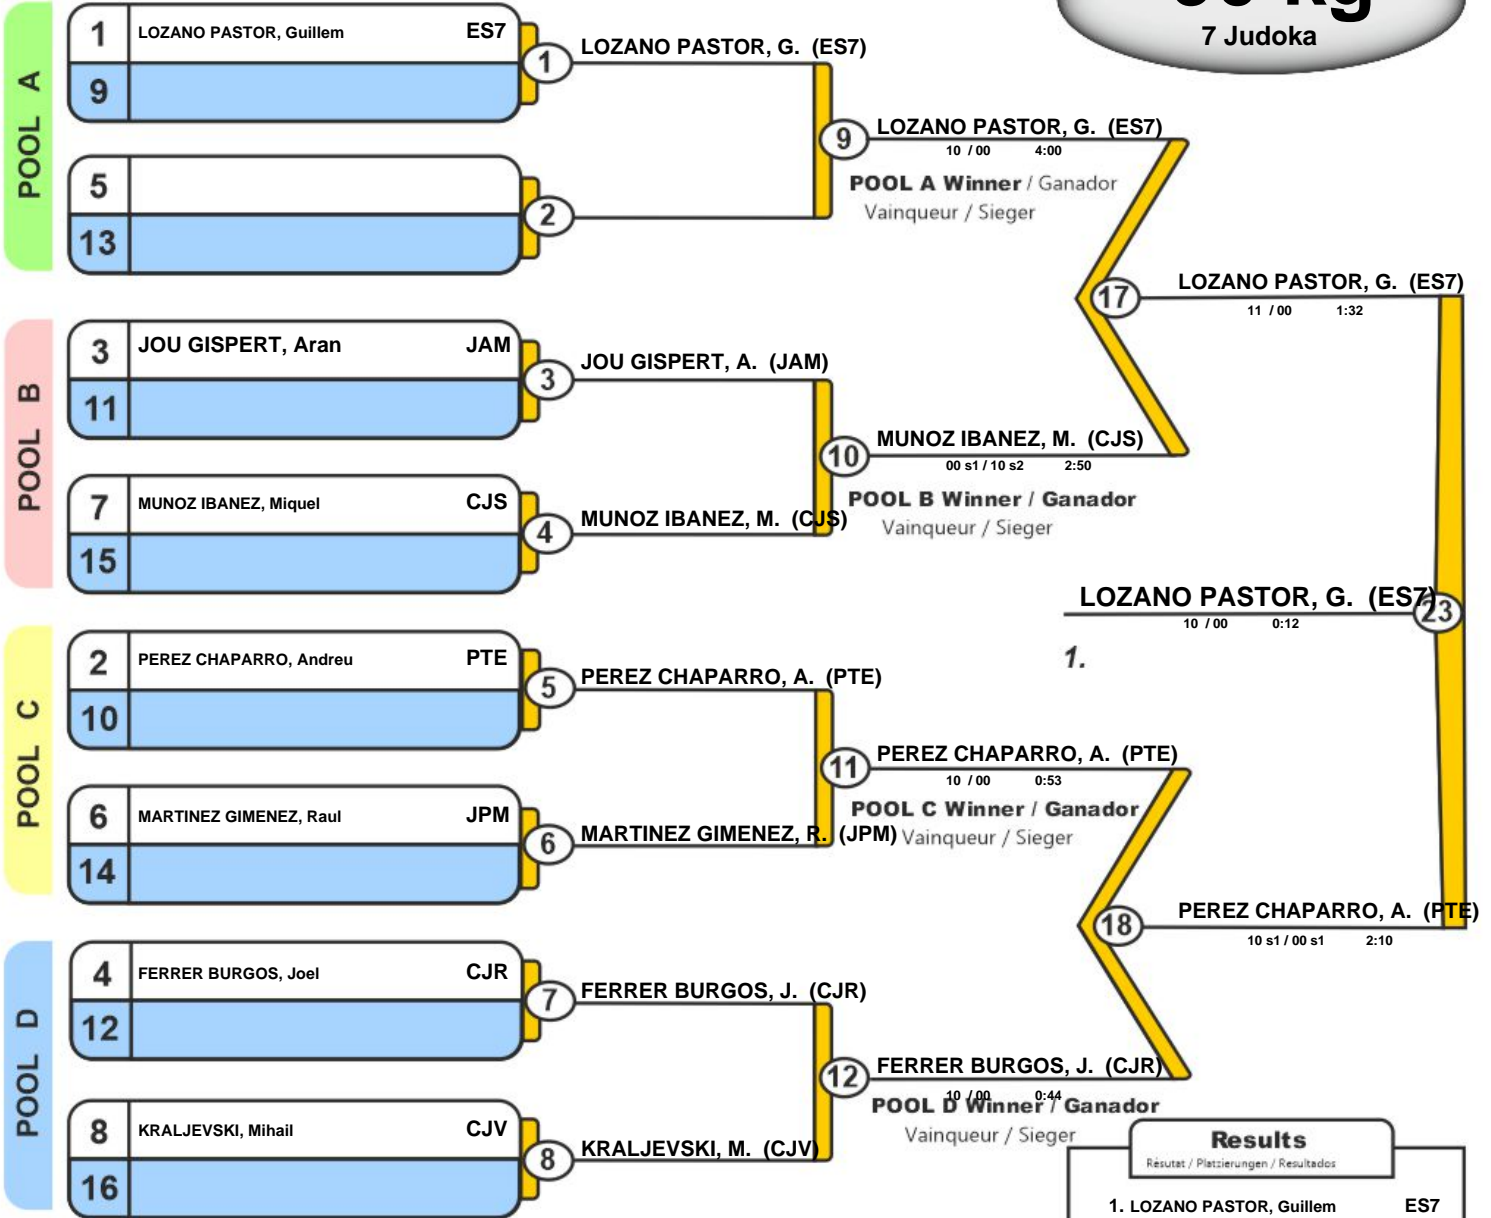 7 Judoka
POOL A
1 LOZANO PASTOR, Guillem ES7
9
5
13
1
LOZANO PASTOR, G. (ES7)
2
9
LOZANO PASTOR, G. (ES7)
10 / 00 4:00
POOL A Winner / Ganador
Vainqueur / Sieger
POOL B
3 JOU GISPERT, Aran JAM
11
7 MUNOZ IBANEZ, Miquel CJS
15
3
JOU GISPERT, A. (JAM)
4
MUNOZ IBANEZ, M. (CJS)
10
MUNOZ IBANEZ, M. (CJS)
00 s1 / 10 s2 2:50
POOL B Winner / Ganador
Vainqueur / Sieger
17
LOZANO PASTOR, G. (ES7)
11 / 00 1:32
LOZANO PASTOR, G. (ES7)
23
10 / 00 0:12
1.
POOL C
2 PEREZ CHAPARRO, Andreu PTE
10
6 MARTINEZ GIMENEZ, Raul JPM
14
5
PEREZ CHAPARRO, A. (PTE)
6
MARTINEZ GIMENEZ, R. (JPM)
11
PEREZ CHAPARRO, A. (PTE)
10 / 00 0:53
POOL C Winner / Ganador
Vainqueur / Sieger
18
PEREZ CHAPARRO, A. (PTE)
10 s1 / 00 s1 2:10
POOL D
4 FERRER BURGOS, Joel CJR
12
8 KRALJEVSKI, Mihail CJV
16
7
FERRER BURGOS, J. (CJR)
8
KRALJEVSKI, M. (CJV)
12
FERRER BURGOS, J. (CJR)
10 / 00 0:44
POOL D Winner / Ganador
Vainqueur / Sieger
Results
Résutat / Platzierungen / Resultados
1. LOZANO PASTOR, Guillem ES7